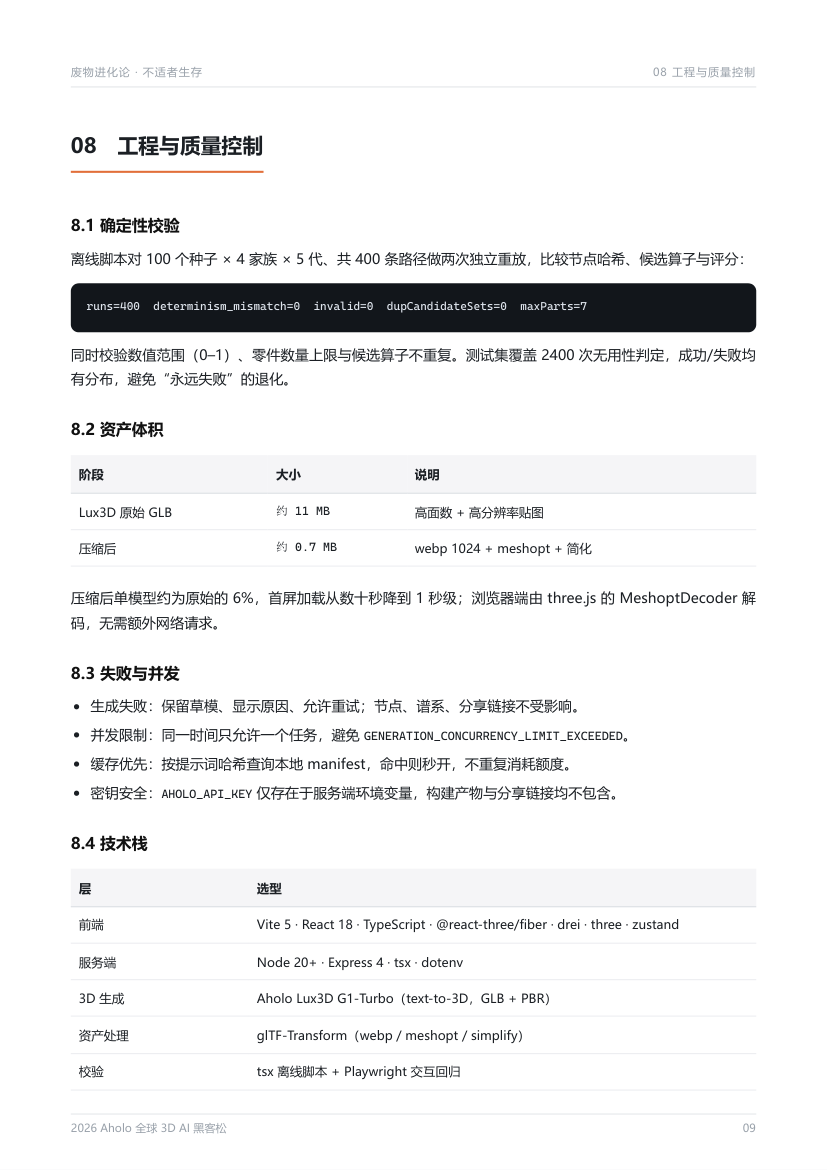 废物进化论 · 不适者生存
08 工程与质量控制
08 工程与质量控制
8.1 确定性校验
离线脚本对 100 个种子 × 4 家族 × 5 代、共 400 条路径做两次独立重放，比较节点哈希、候选算子与评分：
runs=400 determinism_mismatch=0 invalid=0 dupCandidateSets=0 maxParts=7
同时校验数值范围（0–1）、零件数量上限与候选算子不重复。测试集覆盖 2400 次无用性判定，成功/失败均
有分布，避免“永远失败”的退化。
8.2 资产体积
阶段 大小 说明
Lux3D 原始 GLB 约 11 MB 高面数 + 高分辨率贴图
压缩后 约 0.7 MB webp 1024 + meshopt + 简化
压缩后单模型约为原始的 6%，首屏加载从数十秒降到 1 秒级；浏览器端由 three.js 的 MeshoptDecoder 解
码，无需额外网络请求。
8.3 失败与并发
• 生成失败：保留草模、显示原因、允许重试；节点、谱系、分享链接不受影响。
• 并发限制：同一时间只允许一个任务，避免 GENERATION_CONCURRENCY_LIMIT_EXCEEDED。
• 缓存优先：按提示词哈希查询本地 manifest，命中则秒开，不重复消耗额度。
• 密钥安全：AHOLO_API_KEY 仅存在于服务端环境变量，构建产物与分享链接均不包含。
8.4 技术栈
层 选型
前端 Vite 5 · React 18 · TypeScript · @react-three/fiber · drei · three · zustand
服务端 Node 20+ · Express 4 · tsx · dotenv
3D 生成 Aholo Lux3D G1-Turbo（text-to-3D，GLB + PBR）
资产处理 glTF-Transform（webp / meshopt / simplify）
校验 tsx 离线脚本 + Playwright 交互回归
2026 Aholo 全球 3D AI 黑客松
09